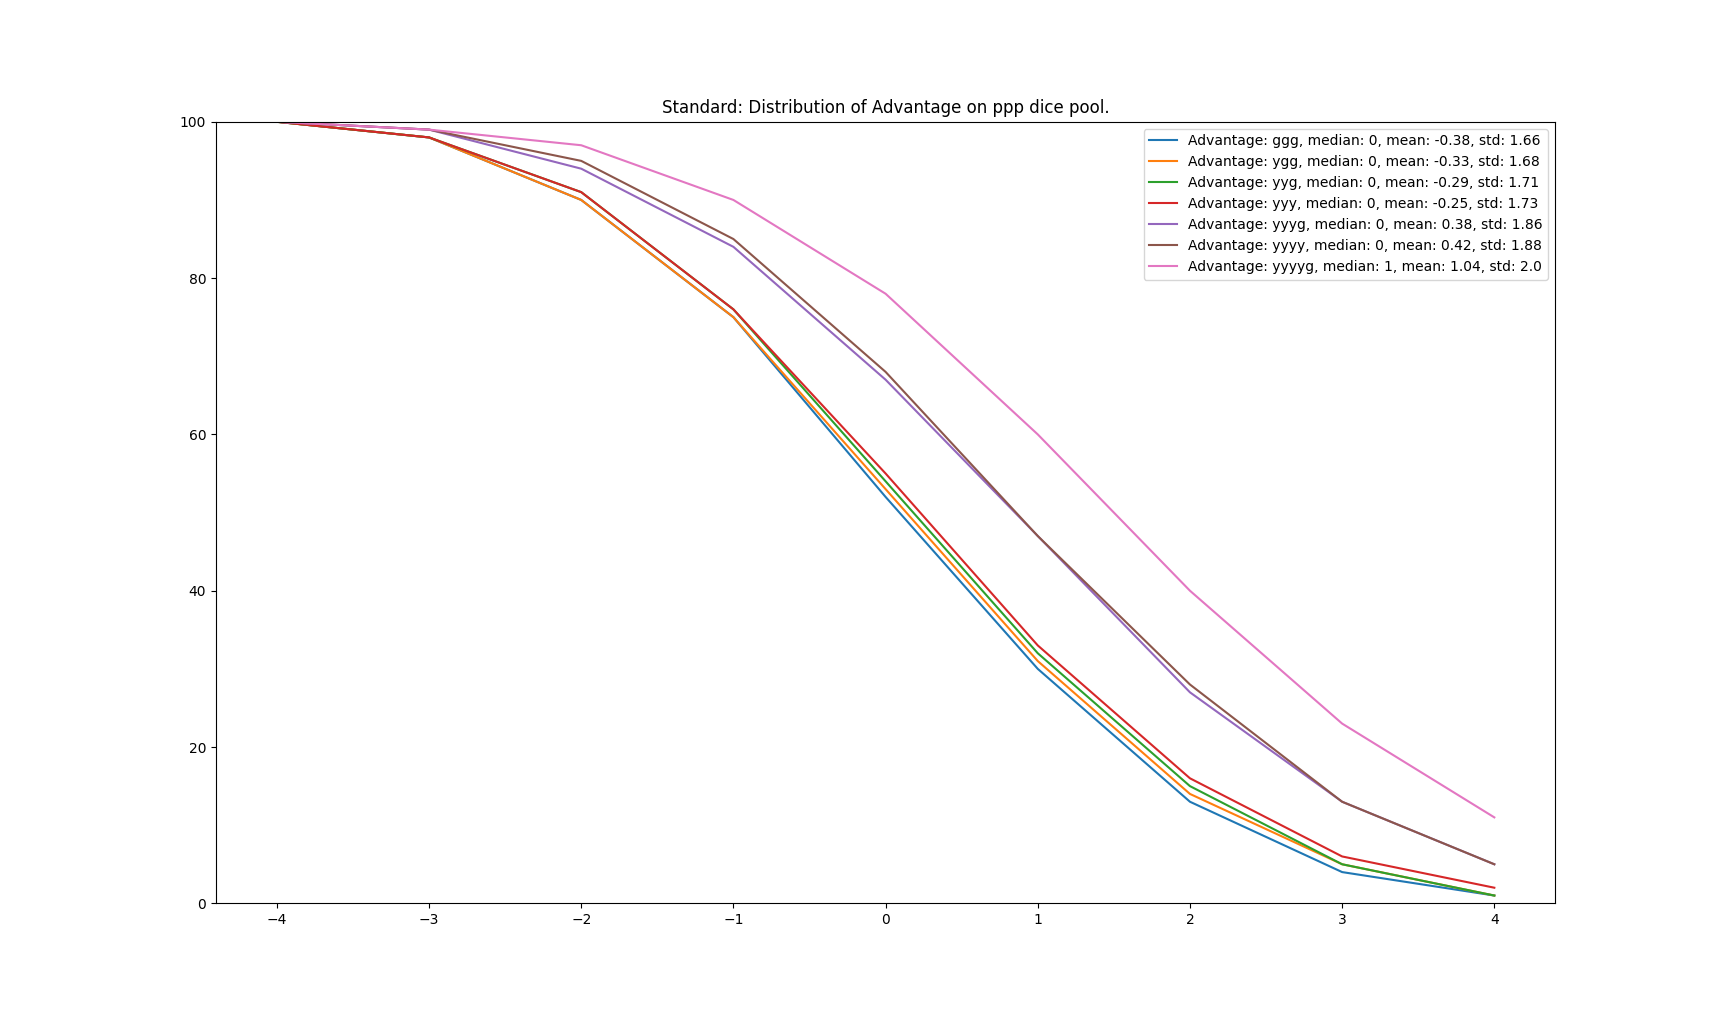 Standard: Distribution of Advantage on ppp dice pool.
100
80
60
40
20
0
−4
−3
−2
−1
0
1
2
3
4
Advantage: ggg, median: 0, mean: -0.38, std: 1.66
Advantage: ygg, median: 0, mean: -0.33, std: 1.68
Advantage: yyg, median: 0, mean: -0.29, std: 1.71
Advantage: yyy, median: 0, mean: -0.25, std: 1.73
Advantage: yyyg, median: 0, mean: 0.38, std: 1.86
Advantage: yyyy, median: 0, mean: 0.42, std: 1.88
Advantage: yyyyg, median: 1, mean: 1.04, std: 2.0